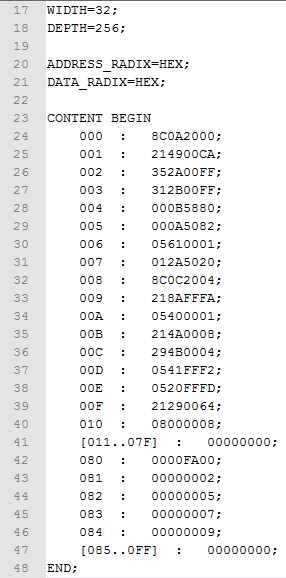 17 WIDTH=32;
18 DEPTH=256;
19
20 ADDRESS_RADIX=HEX;
21 DATA_RADIX=HEX;
22
23 CONTENT BEGIN
24 000 : 8C0A2000;
25 001 : 214900CA;
26 002 : 352A00FF;
27 003 : 312B00FF;
28 004 : 000B5880;
29 005 : 000A5082;
30 006 : 05610001;
31 007 : 012A5020;
32 008 : 8C0C2004;
33 009 : 218AFFFA;
34 00A : 05400001;
35 00B : 214A0008;
36 00C : 294B0004;
37 00D : 0541FFF2;
38 00E : 0520FFFD;
39 00F : 21290064;
40 010 : 08000008;
41 [011..07F] : 00000000;
42 080 : 0000FA00;
43 081 : 00000002;
44 082 : 00000005;
45 083 : 00000007;
46 084 : 00000009;
47 [085..0FF] : 00000000;
48 END;